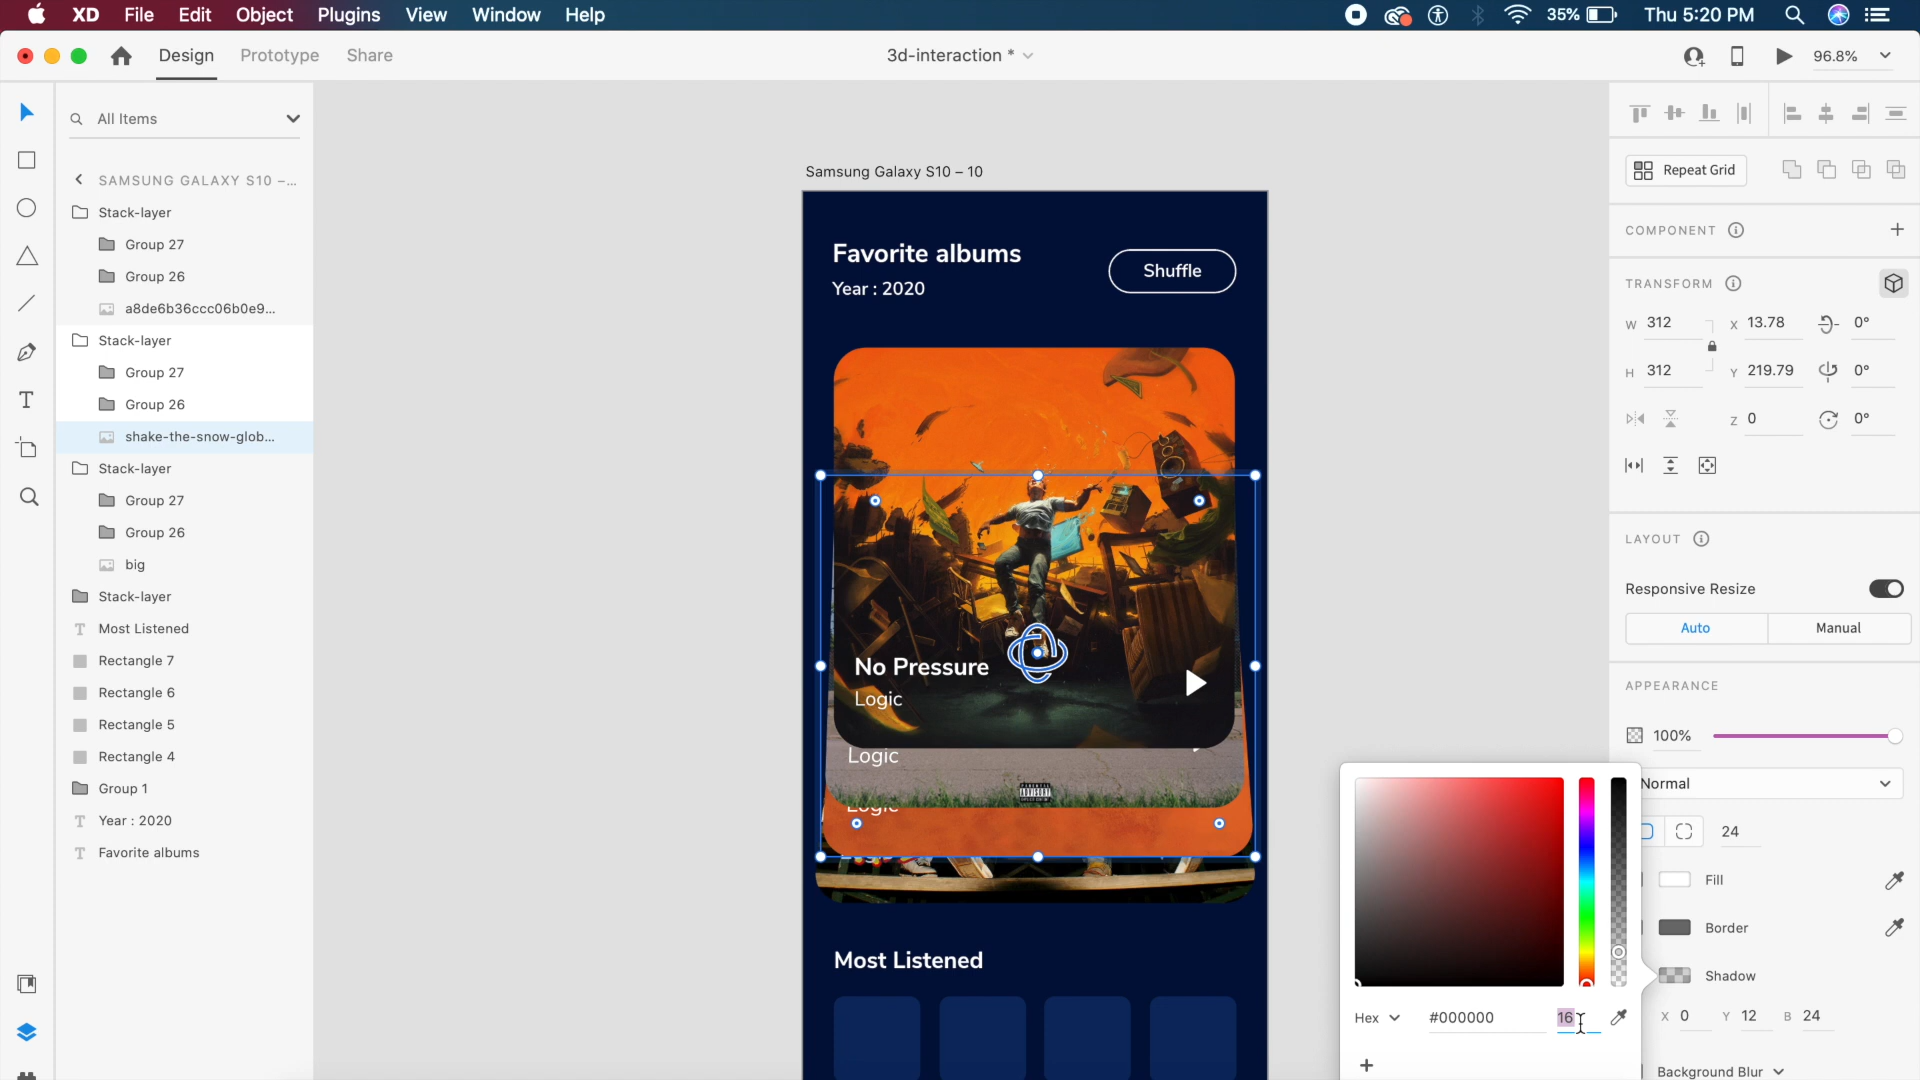 XD File Edit Object Plugins View Window Help
35% Thu 5:20 PM
Design Prototype Share
3d-interaction *
96.8%
All Items
SAMSUNG GALAXY S10 –...
Stack-layer
Group 27
Group 26
a8de6b36ccc06b0e9...
Stack-layer
Group 27
Group 26
shake-the-snow-glob...
Stack-layer
Group 27
Group 26
big
Stack-layer
Most Listened
Rectangle 7
Rectangle 6
Rectangle 5
Rectangle 4
Group 1
Year : 2020
Favorite albums
Samsung Galaxy S10 – 10
Favorite albums
Year : 2020
Shuffle
No Pressure
Logic
Logic
ADVISORY
Logic
Logic
Most Listened
Repeat Grid
COMPONENT
TRANSFORM
W 312 X 13.78 0°
H 312 Y 219.79 0°
Z 0 0°
LAYOUT
Responsive Resize
Auto Manual
APPEARANCE
100%
Normal
24
Fill
Border
Shadow
X 0 Y 12 B 24
Background Blur
Hex #000000 16